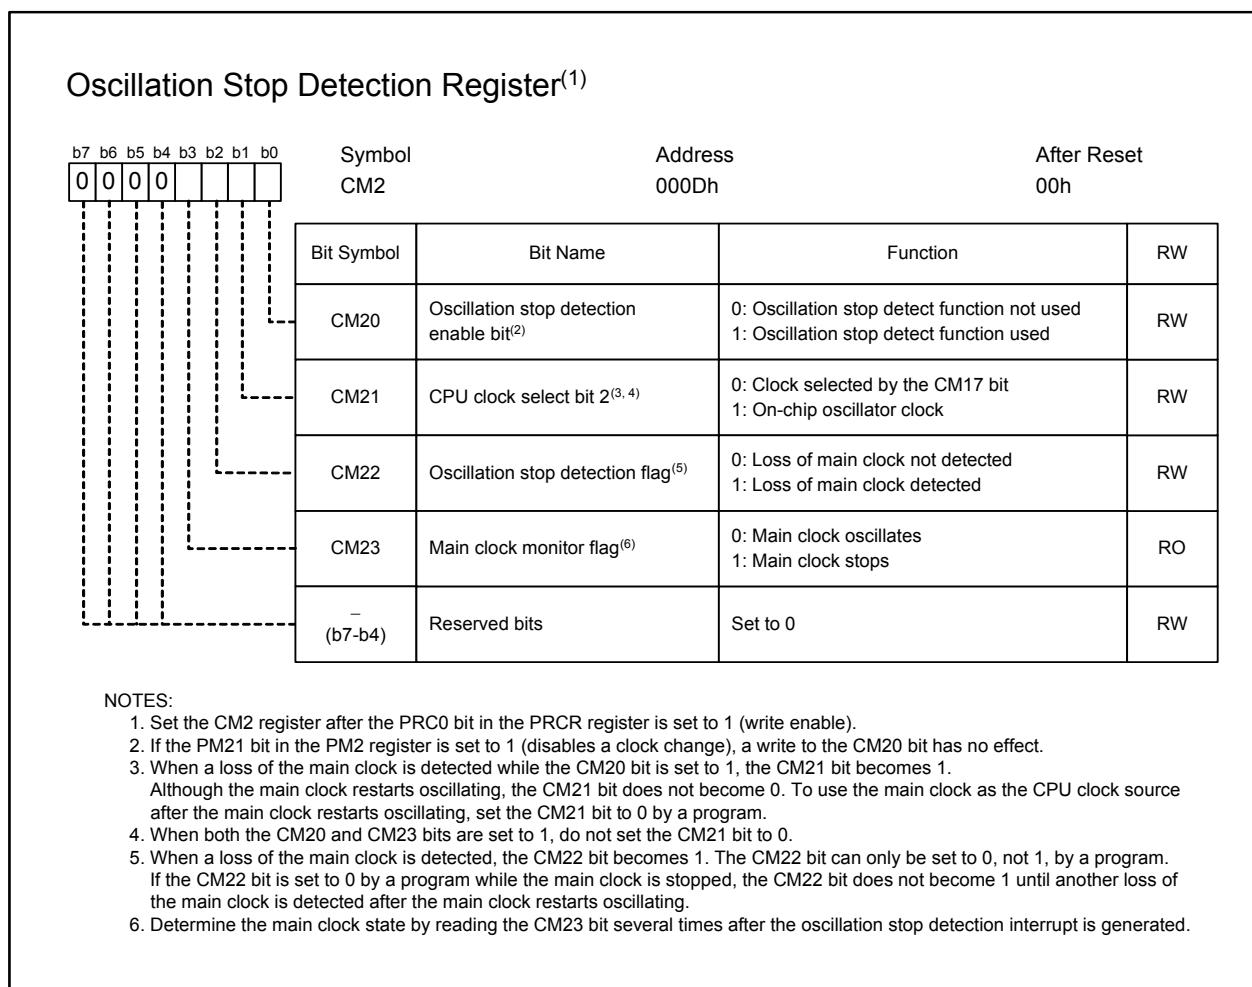 Oscillation Stop Detection Register(1)
b7 b6 b5 b4 b3 b2 b1 b0
0 0 0 0
Symbol Address After Reset
CM2 000Dh 00h
Bit Symbol Bit Name Function RW
CM20 Oscillation stop detection enable bit(2) 0: Oscillation stop detect function not used RW
1: Oscillation stop detect function used
CM21 CPU clock select bit 2(3, 4) 0: Clock selected by the CM17 bit RW
1: On-chip oscillator clock
CM22 Oscillation stop detection flag(5) 0: Loss of main clock not detected RW
1: Loss of main clock detected
CM23 Main clock monitor flag(6) 0: Main clock oscillates RO
1: Main clock stops
–
(b7-b4) Reserved bits Set to 0 RW
NOTES:
1. Set the CM2 register after the PRC0 bit in the PRCR register is set to 1 (write enable).
2. If the PM21 bit in the PM2 register is set to 1 (disables a clock change), a write to the CM20 bit has no effect.
3. When a loss of the main clock is detected while the CM20 bit is set to 1, the CM21 bit becomes 1.
Although the main clock restarts oscillating, the CM21 bit does not become 0. To use the main clock as the CPU clock source
after the main clock restarts oscillating, set the CM21 bit to 0 by a program.
4. When both the CM20 and CM23 bits are set to 1, do not set the CM21 bit to 0.
5. When a loss of the main clock is detected, the CM22 bit becomes 1. The CM22 bit can only be set to 0, not 1, by a program.
If the CM22 bit is set to 0 by a program while the main clock is stopped, the CM22 bit does not become 1 until another loss of
the main clock is detected after the main clock restarts oscillating.
6. Determine the main clock state by reading the CM23 bit several times after the oscillation stop detection interrupt is generated.